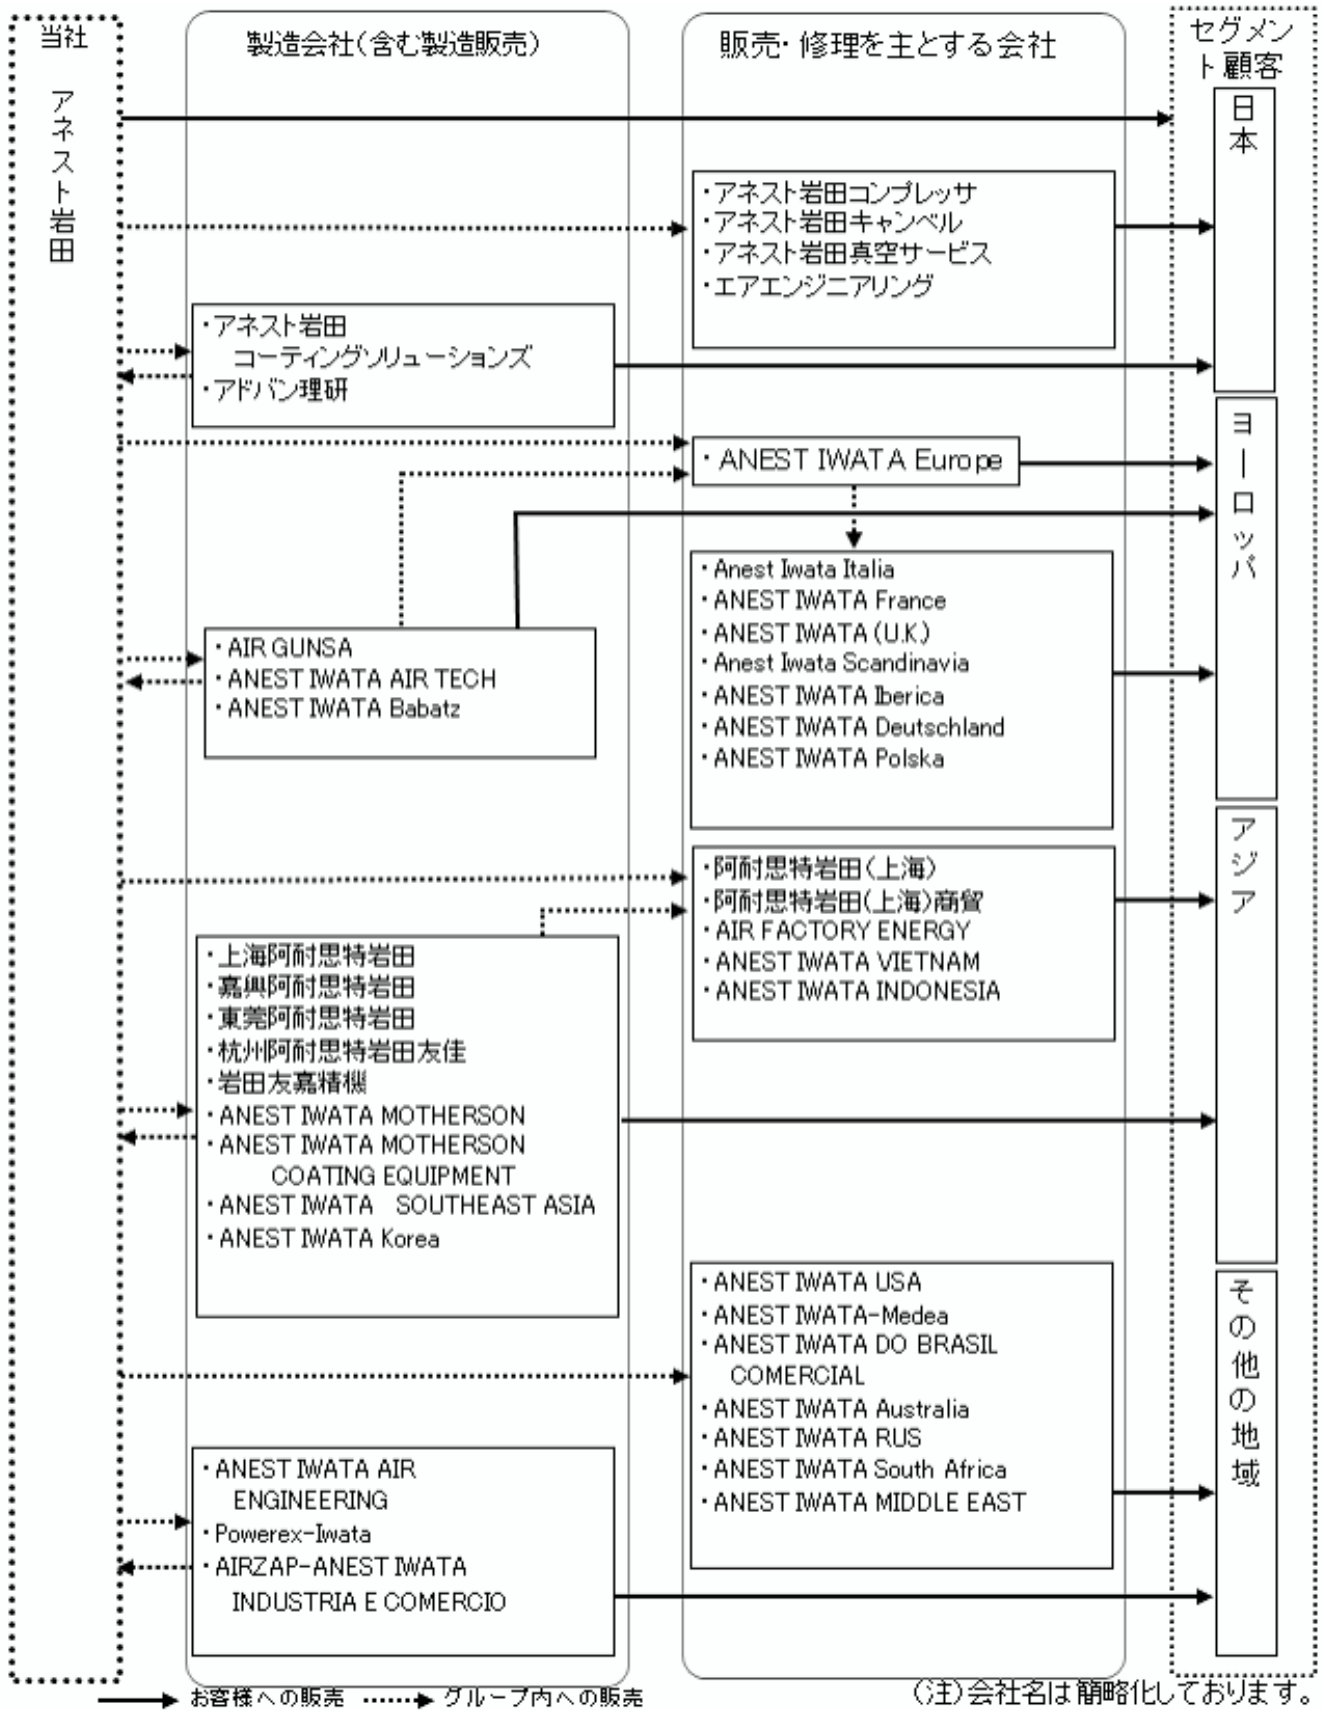 当社
アネスト岩田
製造会社(含む製造販売)
販売・修理を主とする会社
セグメン
ト顧客
日本
・アネスト岩田コンプレッサ
・アネスト岩田キャンベル
・アネスト岩田真空サービス
・エアエンジニアリング
・アネスト岩田
コーティングソリューションズ
・アドバン理研
ヨーロッパ
・ANEST IWATA Europe
・Anest Iwata Italia
・ANEST IWATA France
・ANEST IWATA (U.K.)
・Anest Iwata Scandinavia
・ANEST IWATA Iberica
・ANEST IWATA Deutschland
・ANEST IWATA Polska
・AIR GUNSA
・ANEST IWATA AIR TECH
・ANEST IWATA Babatz
アジア
・阿耐思特岩田(上海)
・阿耐思特岩田(上海)商貿
・AIR FACTORY ENERGY
・ANEST IWATA VIETNAM
・ANEST IWATA INDONESIA
・上海阿耐思特岩田
・嘉興阿耐思特岩田
・東莞阿耐思特岩田
・杭州阿耐思特岩田友佳
・岩田友嘉精機
・ANEST IWATA MOTHERSON
・ANEST IWATA MOTHERSON
COATING EQUIPMENT
・ANEST IWATA SOUTHEAST ASIA
・ANEST IWATA Korea
その他の地域
・ANEST IWATA USA
・ANEST IWATA-Medea
・ANEST IWATA DO BRASIL
COMERCIAL
・ANEST IWATA Australia
・ANEST IWATA RUS
・ANEST IWATA South Africa
・ANEST IWATA MIDDLE EAST
・ANEST IWATA AIR
ENGINEERING
・Powerex-Iwata
・AIRZAP-ANEST IWATA
INDUSTRIA E COMERCIO
お客様への販売
グループ内への販売
(注)会社名は簡略化しております。